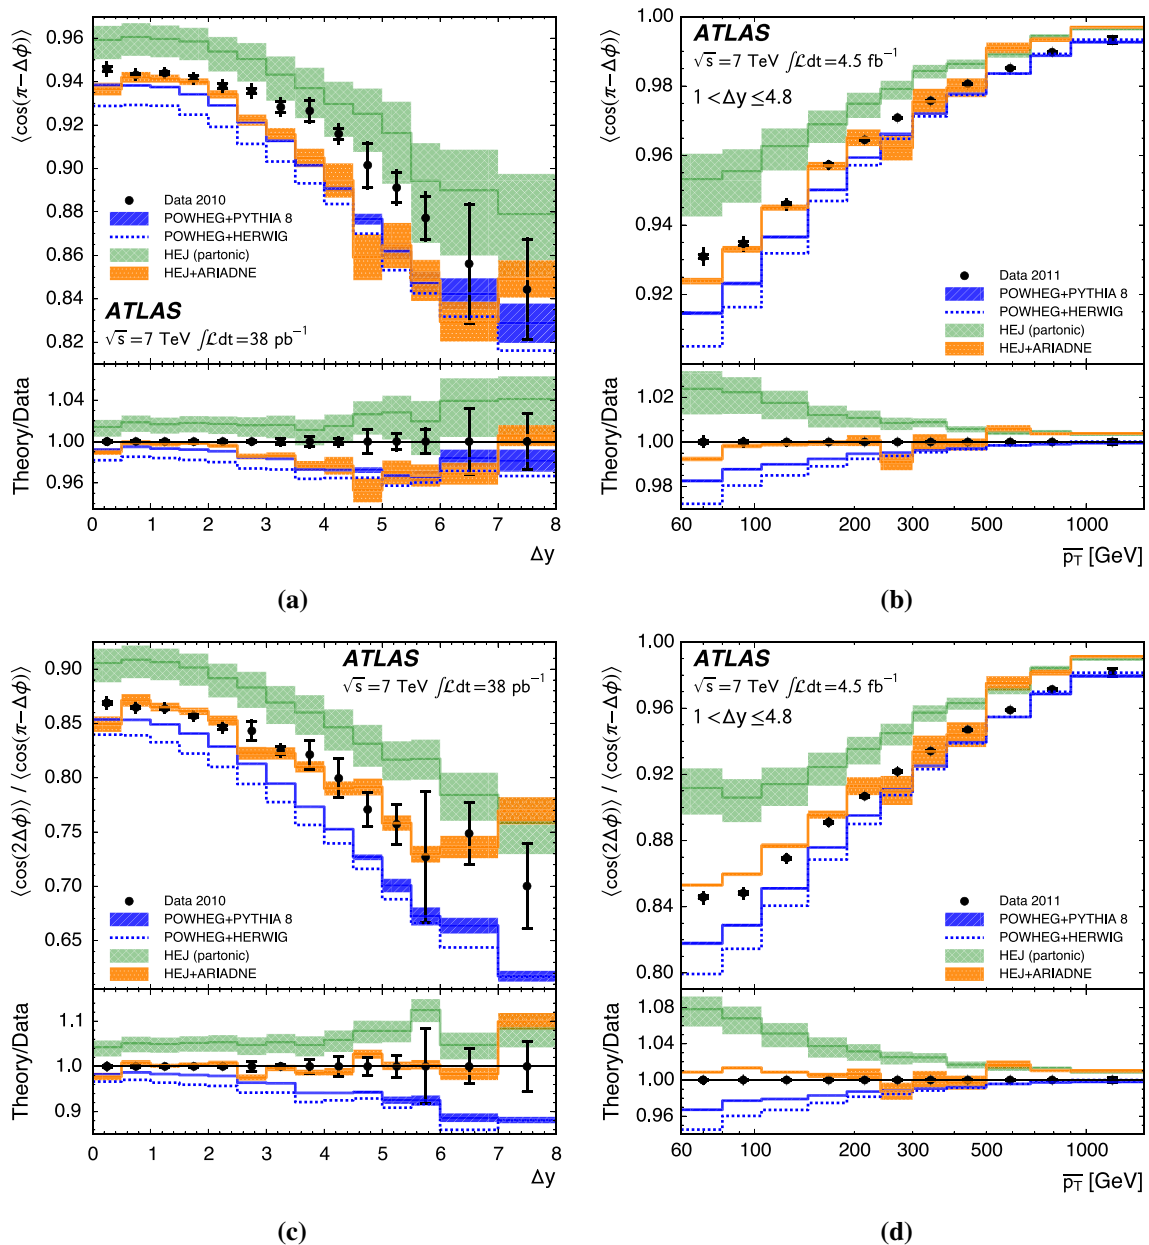 ATLAS
√s=7 TeV ∫ℒdt=38 pb⁻¹
⟨cos(π−Δϕ)⟩
0.96
0.94
0.92
0.90
0.88
0.86
0.84
0.82
Data 2010
POWHEG+PYTHIA 8
POWHEG+HERWIG
HEJ (partonic)
HEJ+ARIADNE
Theory/Data
1.04
1.00
0.96
0 1 2 3 4 5 6 7 8
Δy
(a)
ATLAS
√s=7 TeV ∫ℒdt=4.5 fb⁻¹
1<Δy≤4.8
⟨cos(π−Δϕ)⟩
1.00
0.98
0.96
0.94
0.92
Data 2011
POWHEG+PYTHIA 8
POWHEG+HERWIG
HEJ (partonic)
HEJ+ARIADNE
Theory/Data
1.02
1.00
0.98
60 100 200 300 500 1000
p̅T̅ [GeV]
(b)
ATLAS
√s=7 TeV ∫ℒdt=38 pb⁻¹
⟨cos(2Δϕ)⟩ / ⟨cos(π−Δϕ)⟩
0.90
0.85
0.80
0.75
0.70
0.65
Data 2010
POWHEG+PYTHIA 8
POWHEG+HERWIG
HEJ (partonic)
HEJ+ARIADNE
Theory/Data
1.1
1.0
0.9
0 1 2 3 4 5 6 7 8
Δy
(c)
ATLAS
√s=7 TeV ∫ℒdt=4.5 fb⁻¹
1<Δy≤4.8
⟨cos(2Δϕ)⟩ / ⟨cos(π−Δϕ)⟩
1.00
0.96
0.92
0.88
0.84
0.80
Data 2011
POWHEG+PYTHIA 8
POWHEG+HERWIG
HEJ (partonic)
HEJ+ARIADNE
Theory/Data
1.08
1.04
1.00
0.96
60 100 200 300 500 1000
p̅T̅ [GeV]
(d)